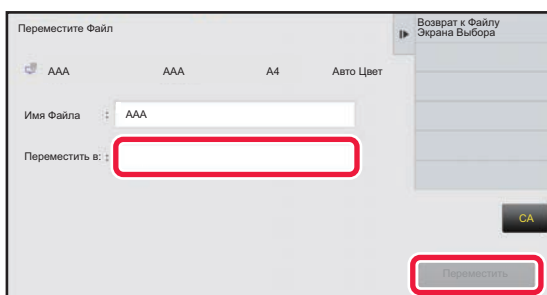 Переместите Файл
Возврат к Файлу
Экрана Выбора
AAA AAA A4 Авто Цвет
Имя Файла : AAA
Переместить в: :
CA
Переместить